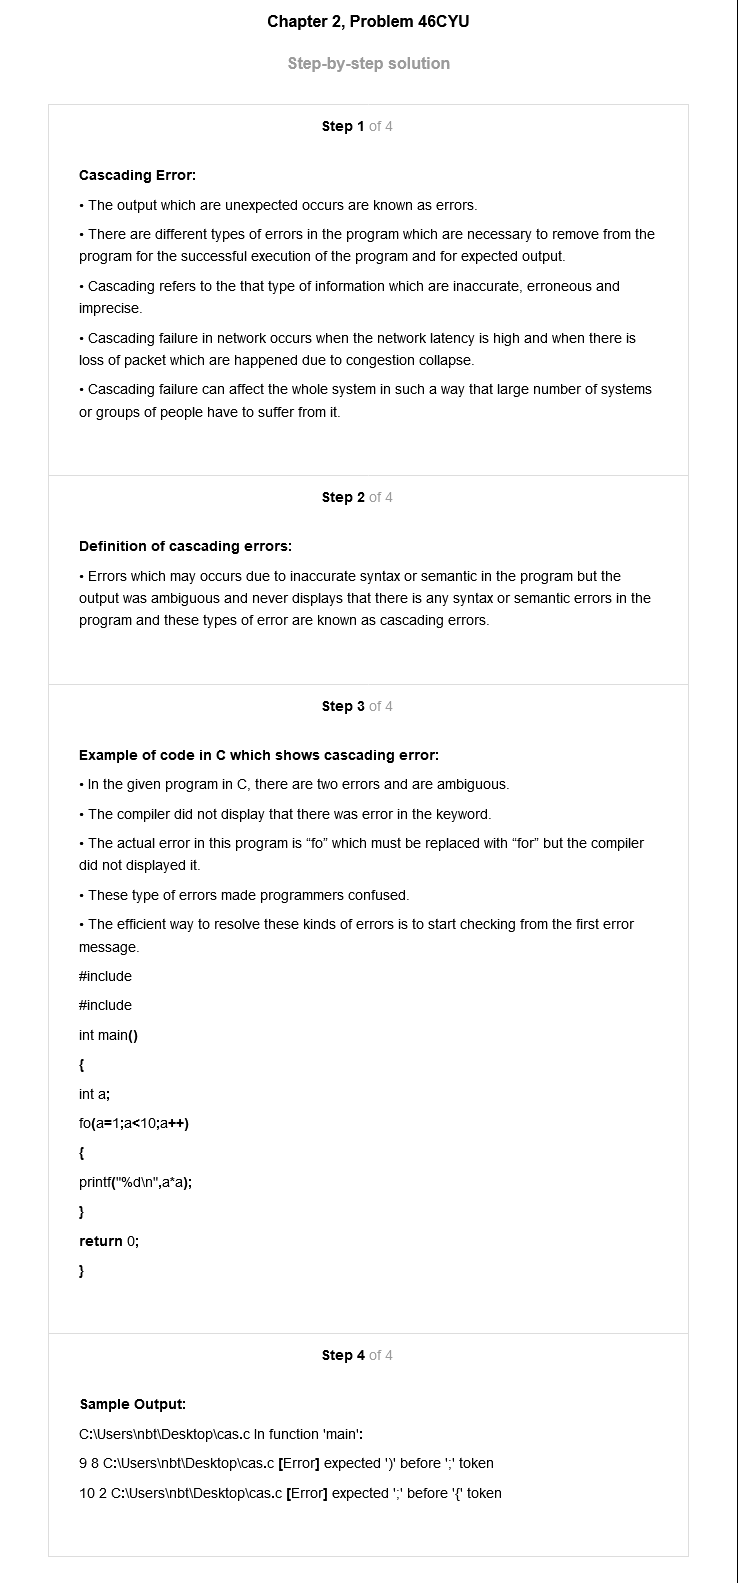 Chapter 2, Problem 46CYU
Step-by-step solution
Step 1 of 4
Cascading Error:
• The output which are unexpected occurs are known as errors.
• There are different types of errors in the program which are necessary to remove from the
program for the successful execution of the program and for expected output.
• Cascading refers to the that type of information which are inaccurate, erroneous and
imprecise.
• Cascading failure in network occurs when the network latency is high and when there is
loss of packet which are happened due to congestion collapse.
• Cascading failure can affect the whole system in such a way that large number of systems
or groups of people have to suffer from it.
Step 2 of 4
Definition of cascading errors:
• Errors which may occurs due to inaccurate syntax or semantic in the program but the
output was ambiguous and never displays that there is any syntax or semantic errors in the
program and these types of error are known as cascading errors.
Step 3 of 4
Example of code in C which shows cascading error:
• In the given program in C, there are two errors and are ambiguous.
• The compiler did not display that there was error in the keyword.
• The actual error in this program is “fo” which must be replaced with “for” but the compiler
did not displayed it.
• These type of errors made programmers confused.
• The efficient way to resolve these kinds of errors is to start checking from the first error
message.
#include
#include
int main()
{
int a;
fo(a=1;a<10;a++)
{
printf("%d\n",a*a);
}
return 0;
}
Step 4 of 4
Sample Output:
C:\Users\nbt\Desktop\cas.c In function 'main':
9 8 C:\Users\nbt\Desktop\cas.c [Error] expected ')' before ';' token
10 2 C:\Users\nbt\Desktop\cas.c [Error] expected ';' before '{' token